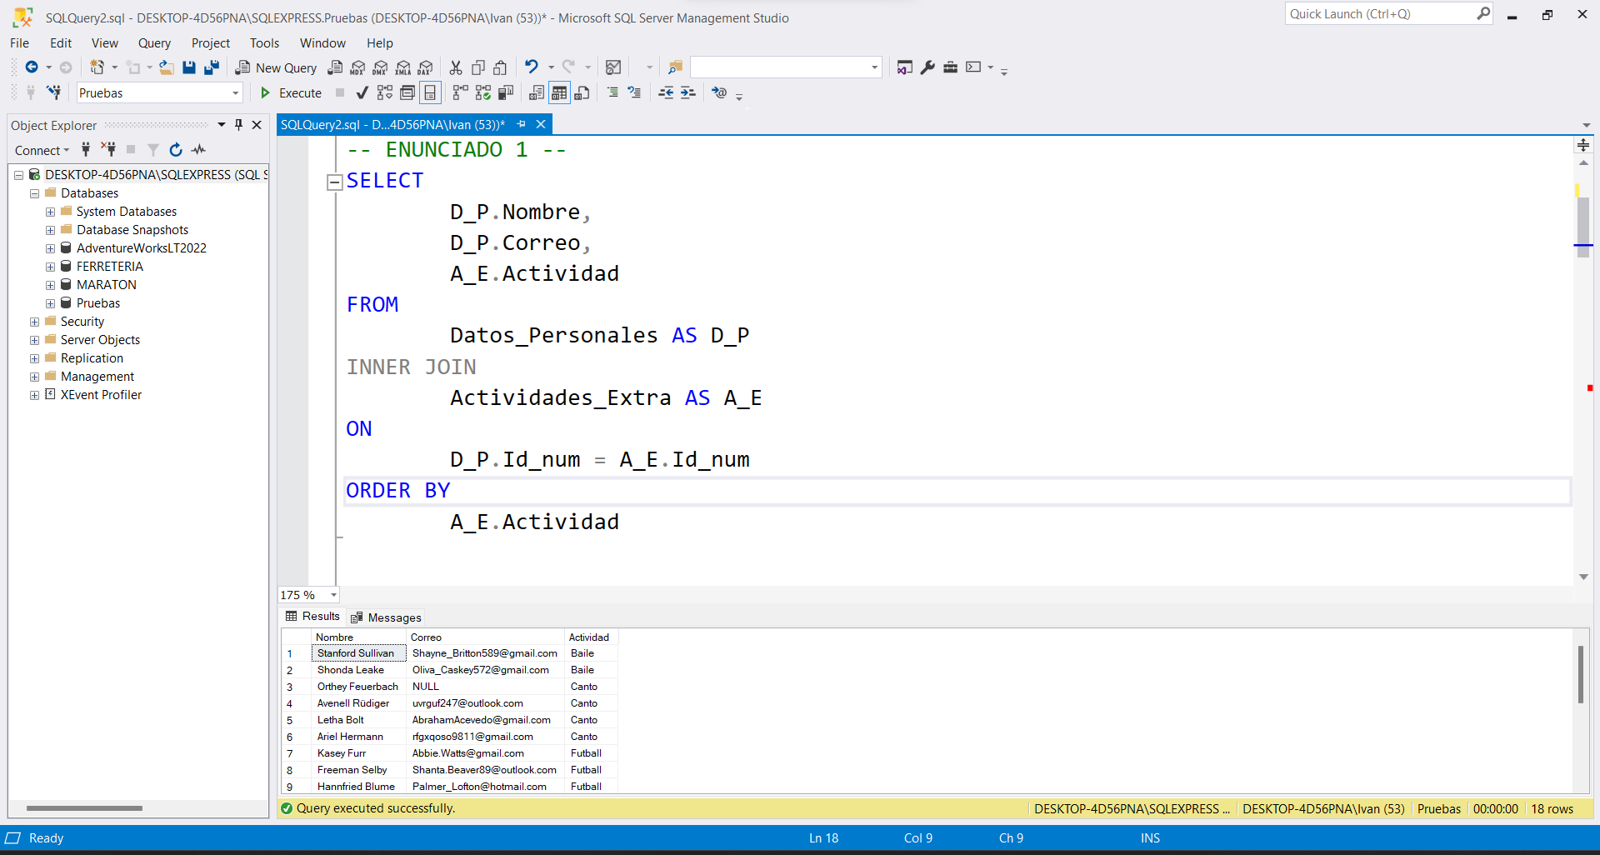 SQLQuery2.sql - DESKTOP-4D56PNA\SQLEXPRESS.Pruebas (DESKTOP-4D56PNA\Ivan (53))* - Microsoft SQL Server Management Studio
Quick Launch (Ctrl+Q)
File Edit View Query Project Tools Window Help
New Query MDX DMX XMLA DAX
Pruebas Execute
Object Explorer
SQLQuery2.sql - D...4D56PNA\Ivan (53))*
Connect
DESKTOP-4D56PNA\SQLEXPRESS (SQL S
Databases
System Databases
Database Snapshots
AdventureWorksLT2022
FERRETERIA
MARATON
Pruebas
Security
Server Objects
Replication
Management
XEvent Profiler
-- ENUNCIADO 1 --
SELECT
D_P.Nombre,
D_P.Correo,
A_E.Actividad
FROM
Datos_Personales AS D_P
INNER JOIN
Actividades_Extra AS A_E
ON
D_P.Id_num = A_E.Id_num
ORDER BY
A_E.Actividad
175 %
Results Messages
Nombre Correo Actividad
1 Stanford Sullivan Shayne_Britton589@gmail.com Baile
2 Shonda Leake Oliva_Caskey572@gmail.com Baile
3 Orthey Feuerbach NULL Canto
4 Avenell Rüdiger uvrguf247@outlook.com Canto
5 Letha Bolt AbrahamAcevedo@gmail.com Canto
6 Ariel Hermann rfgxqoso9811@gmail.com Canto
7 Kasey Furr Abbie.Watts@gmail.com Futball
8 Freeman Selby Shanta.Beaver89@outlook.com Futball
9 Hannfried Blume Palmer_Lofton@hotmail.com Futball
Query executed successfully.
DESKTOP-4D56PNA\SQLEXPRESS ... DESKTOP-4D56PNA\Ivan (53) Pruebas 00:00:00 18 rows
Ready Ln 18 Col 9 Ch 9 INS